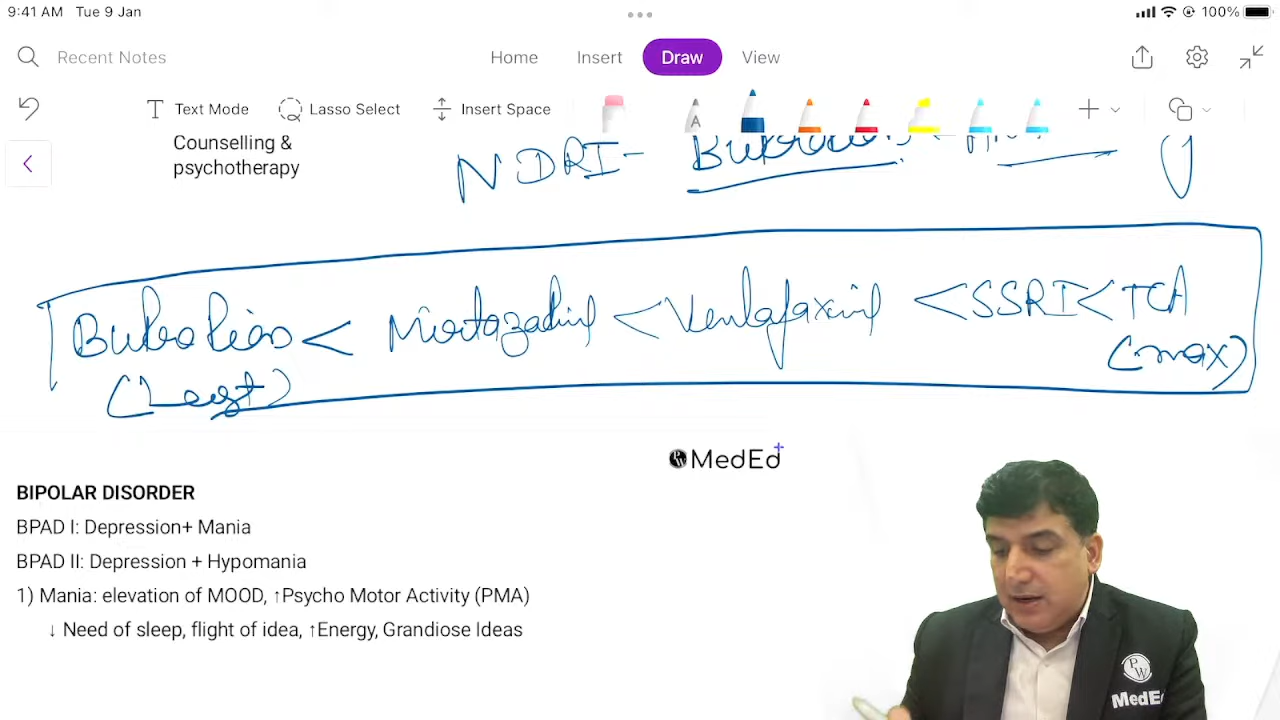 9:41 AM Tue 9 Jan
100%
Recent Notes
Home Insert Draw View
Text Mode Lasso Select Insert Space
A
Counselling &
psychotherapy
NDRI-
< Mirtazapine < Venlafaxine < SSRI < TCA
(Least)
(max)
PW MedEd
BIPOLAR DISORDER
BPAD I: Depression+ Mania
BPAD II: Depression + Hypomania
1) Mania: elevation of MOOD, ↑Psycho Motor Activity (PMA)
↓ Need of sleep, flight of idea, ↑Energy, Grandiose Ideas
PW
MedEd